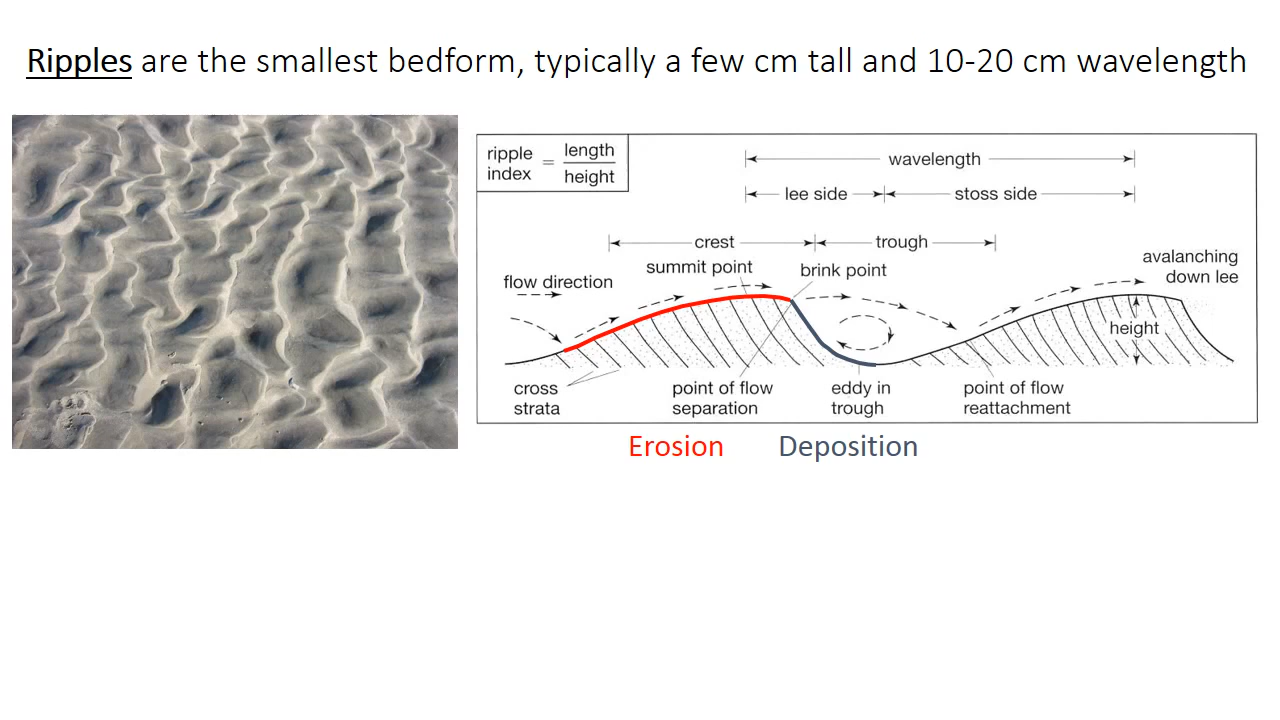 Ripples are the smallest bedform, typically a few cm tall and 10-20 cm wavelength
ripple index = length / height
wavelength
lee side
stoss side
crest
trough
summit point
brink point
avalanching
down lee
flow direction
height
cross
strata
point of flow
separation
eddy in
trough
point of flow
reattachment
Erosion
Deposition